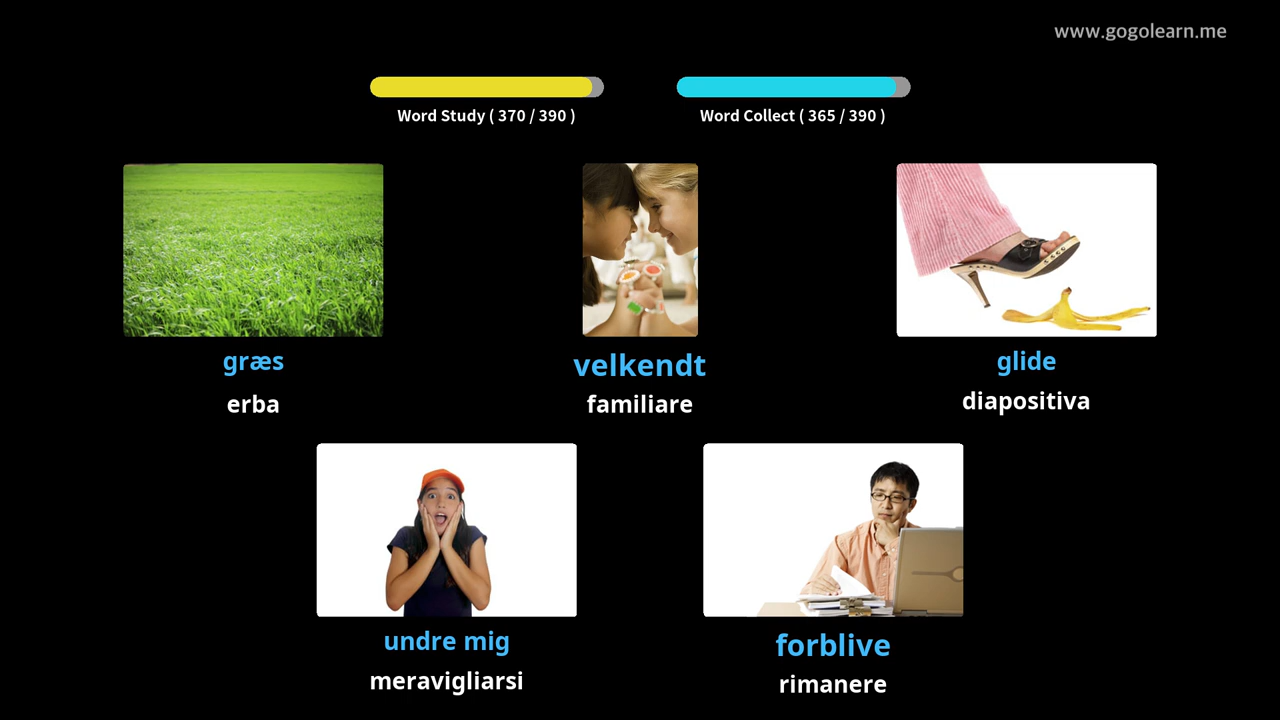 www.gogolearn.me
Word Study ( 370 / 390 )
Word Collect ( 365 / 390 )
græs
velkendt
glide
erba
familiare
diapositiva
undre mig
forblive
meravigliarsi
rimanere